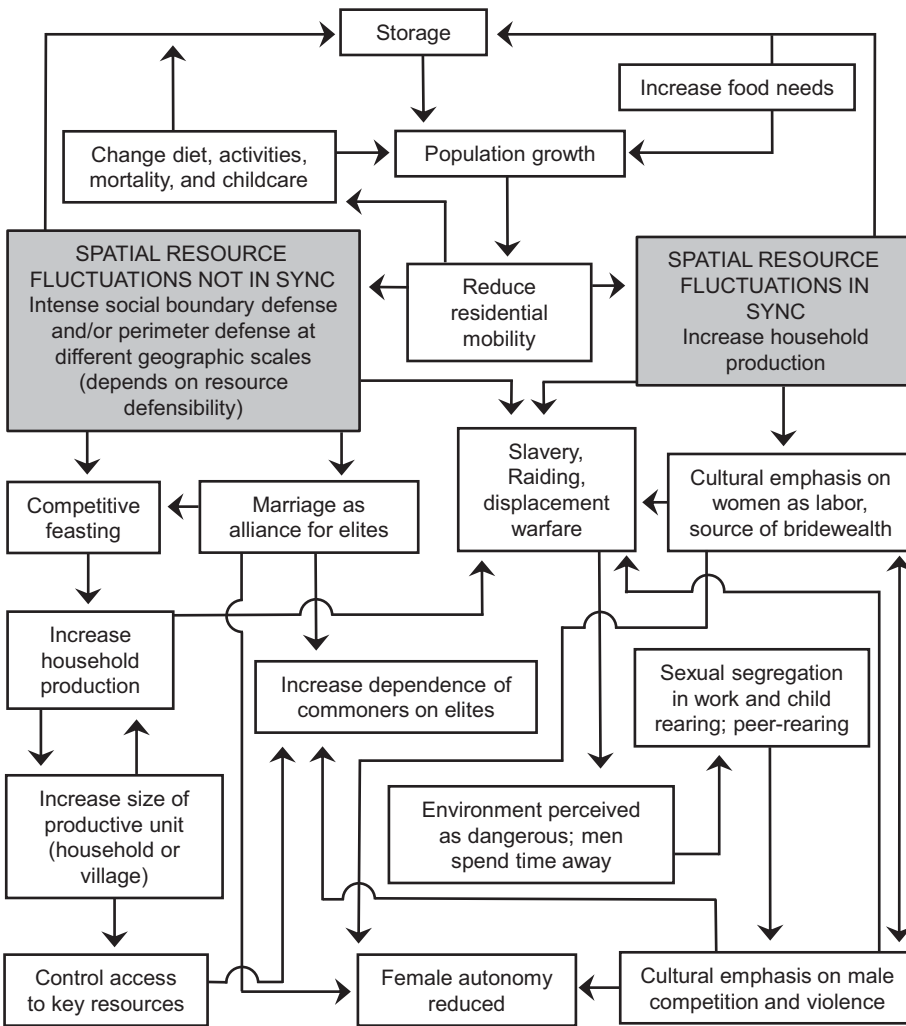 Storage
Increase food needs
Change diet, activities,
mortality, and childcare
Population growth
SPATIAL RESOURCE
FLUCTUATIONS NOT IN SYNC
Intense social boundary defense
and/or perimeter defense at
different geographic scales
(depends on resource
defensibility)
Reduce
residential
mobility
SPATIAL RESOURCE
FLUCTUATIONS IN
SYNC
Increase household
production
Competitive
feasting
Marriage as
alliance for elites
Slavery,
Raiding,
displacement
warfare
Cultural emphasis on
women as labor,
source of bridewealth
Increase
household
production
Increase dependence of
commoners on elites
Sexual segregation
in work and child
rearing; peer-rearing
Increase size of
productive unit
(household or
village)
Environment perceived
as dangerous; men
spend time away
Control access
to key resources
Female autonomy
reduced
Cultural emphasis on male
competition and violence